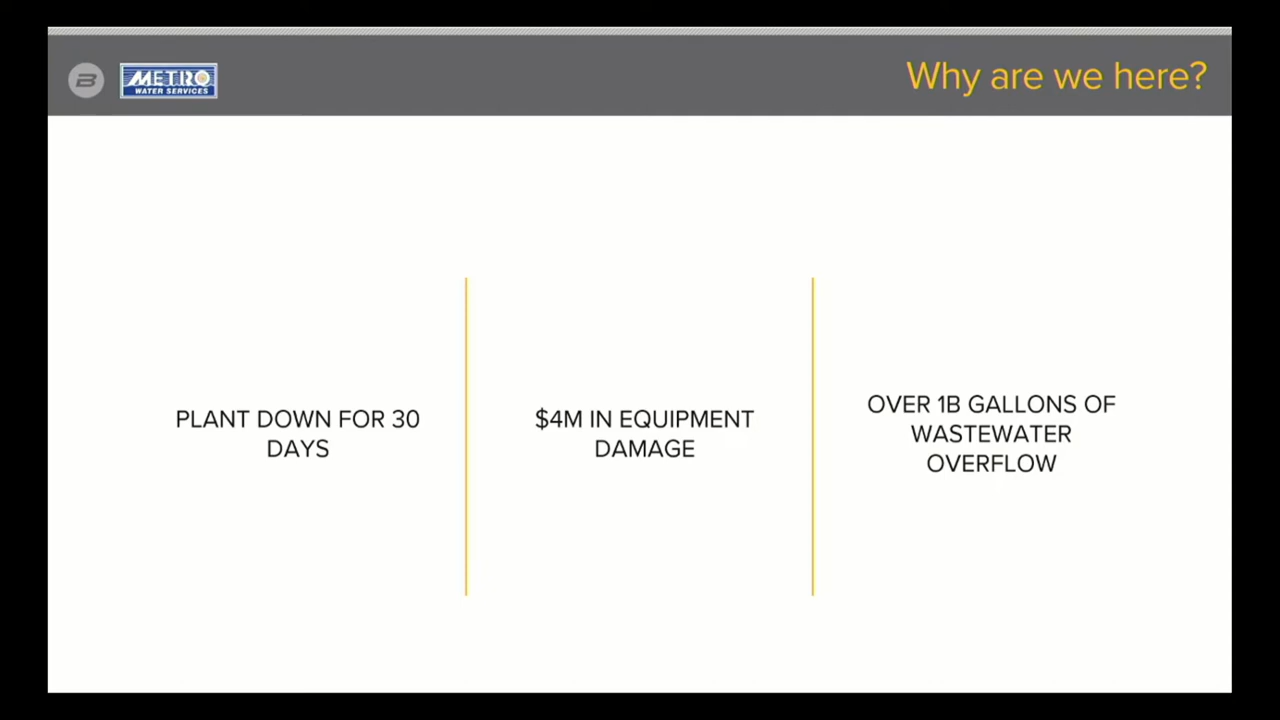 B
METRO
WATER SERVICES
Why are we here?
PLANT DOWN FOR 30
DAYS
$4M IN EQUIPMENT
DAMAGE
OVER 1B GALLONS OF
WASTEWATER
OVERFLOW